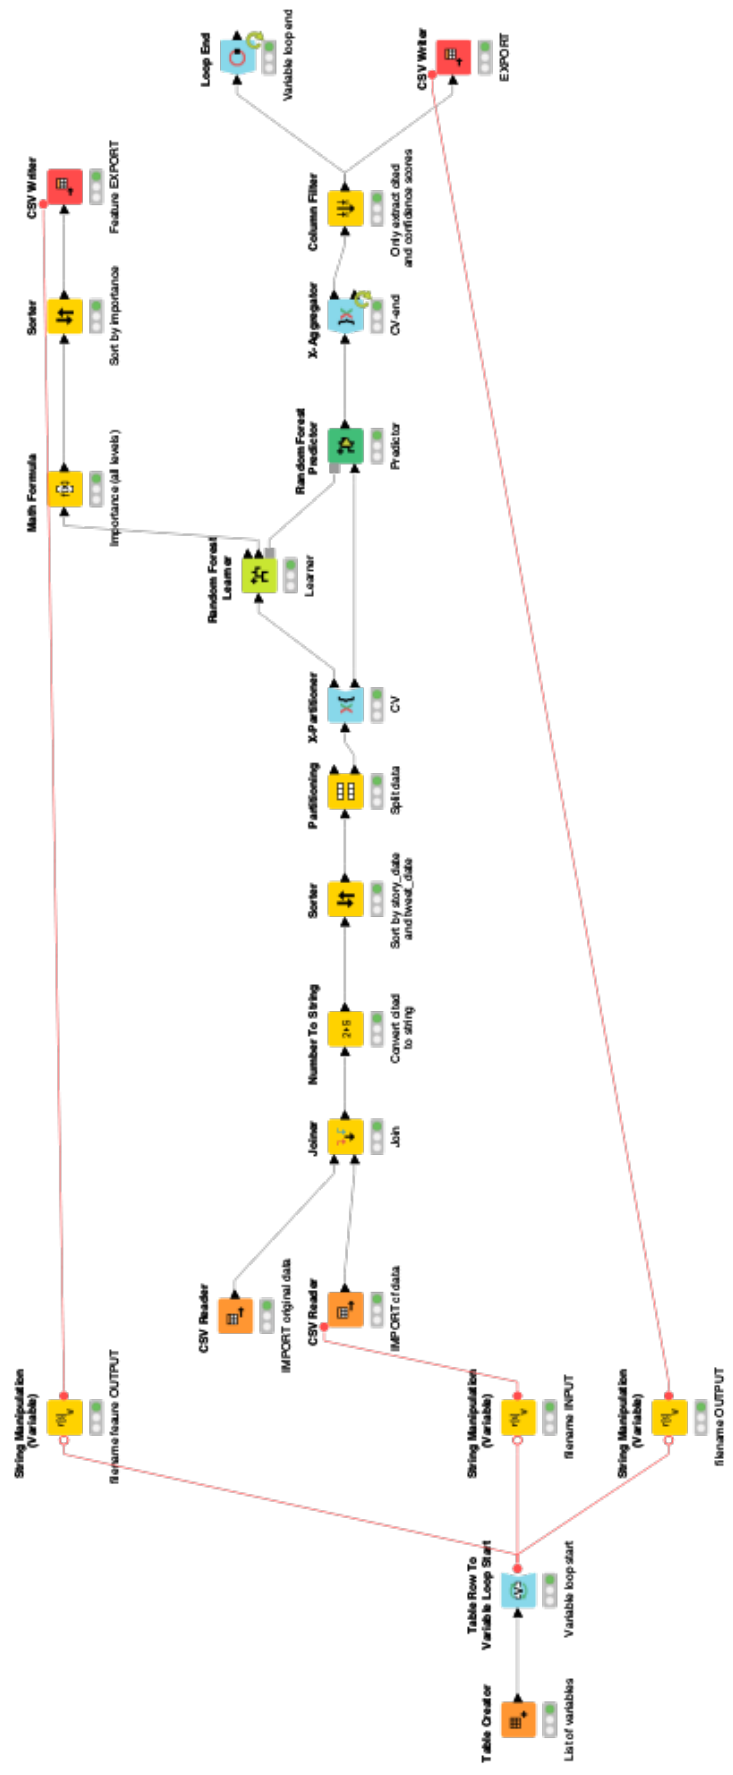 String Manipulation
(Variable)
filename feaure OUTPUT
Math Formula
Importance (all levels)
Sorter
Sort by importance
CSV Writer
Feature EXPORT
CSV Reader
IMPORT original data
Random Forest
Learner
Learner
Loop End
Variable loop end
CSV Reader
IMPORT cf data
Joiner
Join
Number To String
Convert cited
to string
Sorter
Sort by story_date
and tweet_date
Partitioning
Split data
X-Partitioner
CV
Random Forest
Predictor
Predictor
X-Aggregator
CV-end
Column Filter
Only extract cited
and confidence scores
CSV Writer
EXPORT
Table Creator
List of variables
Table Row To
Variable Loop Start
Variable loop start
String Manipulation
(Variable)
filename INPUT
String Manipulation
(Variable)
filename OUTPUT